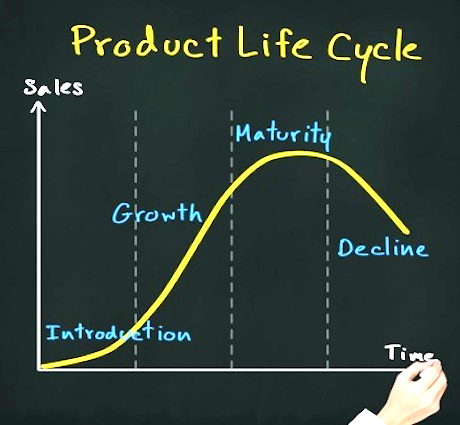 Product Life Cycle
Sales
Maturity
Growth
Decline
Introduction
Time